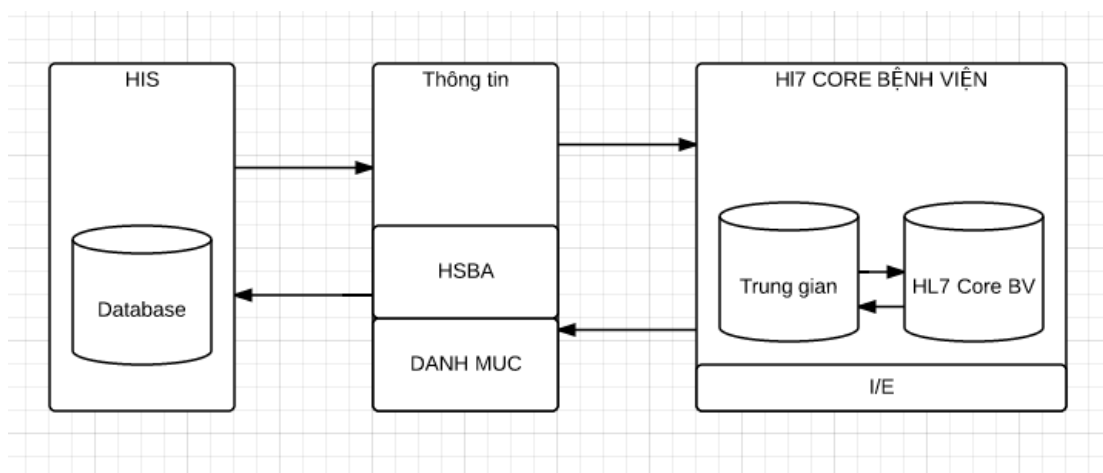 HIS
Database
Thông tin
HSBA
DANH MUC
Hl7 CORE BỆNH VIỆN
Trung gian
HL7 Core BV
I/E